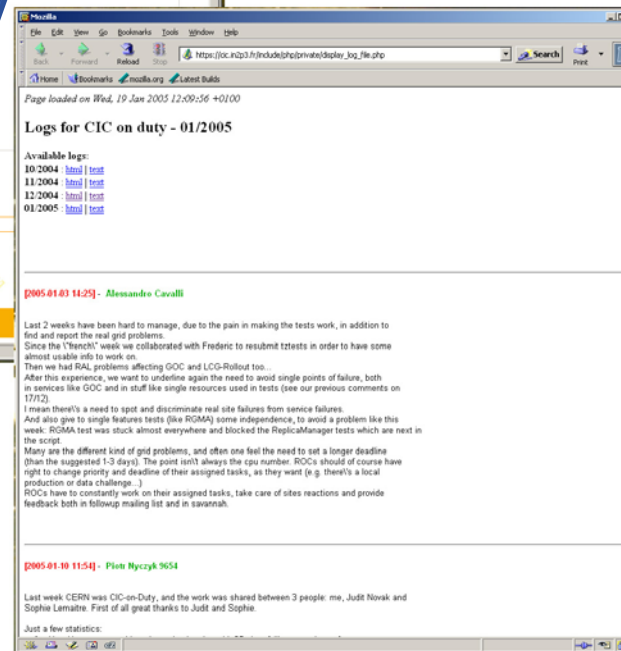 Mozilla
File Edit View Go Bookmarks Tools Window Help
Back Forward Reload Stop https://cic.in2p3.fr/include/php/private/display_log_file.php Search Print
Home Bookmarks mozilla.org Latest Builds
Page loaded on Wed, 19 Jan 2005 12:09:56 +0100
Logs for CIC on duty - 01/2005
Available logs:
10/2004 : html | text
11/2004 : html | text
12/2004 : html | text
01/2005 : html | text
[2005-01-03 14:25] - Alessandro Cavalli
Last 2 weeks have been hard to manage, due to the pain in making the tests work, in addition to
find and report the real grid problems.
Since the \"french\" week we collaborated with Frederic to resubmit tztests in order to have some
almost usable info to work on.
Then we had RAL problems affecting GOC and LCG-Rollout too...
After this experience, we want to underline again the need to avoid single points of failure, both
in services like GOC and in stuff like single resources used in tests (see our previous comments on
17/12).
I mean there\'s a need to spot and discriminate real site failures from service failures.
And also give to single features tests (like RGMA) some independence, to avoid a problem like this
week: RGMA test was stuck almost everywhere and blocked the ReplicaManager tests which are next in
the script.
Many are the different kind of grid problems, and often one feel the need to set a longer deadline
(than the suggested 1-3 days). The point isn\'t always the cpu number. ROCs should of course have
right to change priority and deadline of their assigned tasks, as they want (e.g. there\'s a local
production or data challenge...)
ROCs have to constantly work on their assigned tasks, take care of sites reactions and provide
feedback both in followup mailing list and in savannah.
[2005-01-10 11:54] - Piotr Nyczyk 9654
Last week CERN was CIC-on-Duty, and the work was shared between 3 people: me, Judit Novak and
Sophie Lemaitre. First of all great thanks to Judit and Sophie.
Just a few statistics: